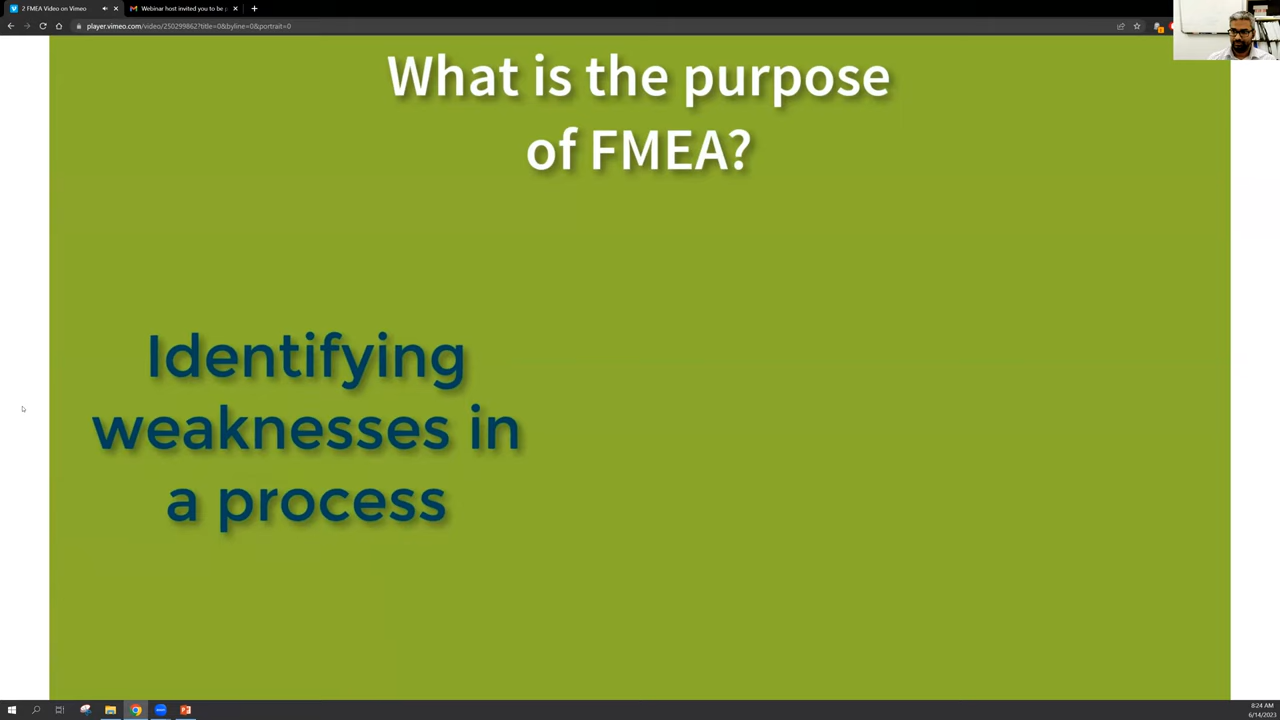 2 FMEA Video on Vimeo
Webinar host invited you to be p
player.vimeo.com/video/250299862?title=0&byline=0&portrait=0
What is the purpose
of FMEA?
Identifying
weaknesses in
a process
8:24 AM
6/14/2023